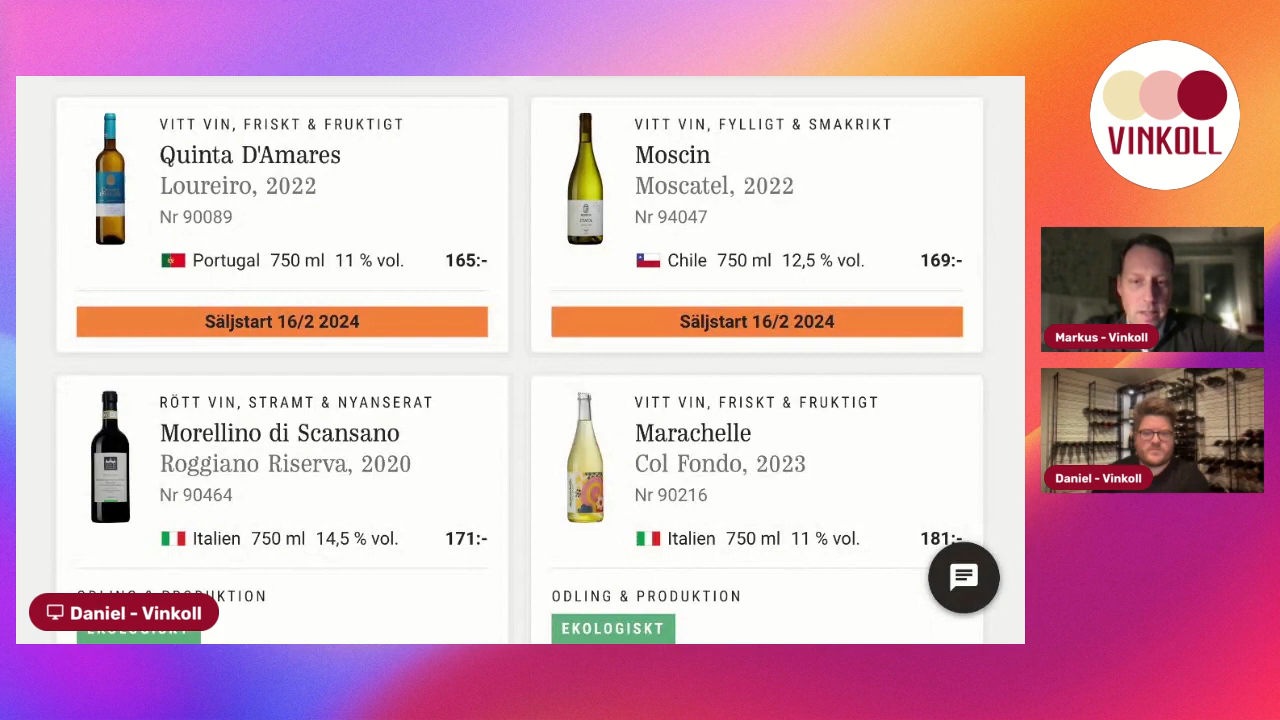 VITT VIN, FRISKT & FRUKTIGT
Quinta D'Amares
Loureiro, 2022
Nr 90089
Portugal 750 ml 11 % vol. 165:-
Säljstart 16/2 2024
VITT VIN, FYLLIGT & SMAKRIKT
Moscin
Moscatel, 2022
Nr 94047
Chile 750 ml 12,5 % vol. 169:-
Säljstart 16/2 2024
RÖTT VIN, STRAMT & NYANSERAT
Morellino di Scansano
Roggiano Riserva, 2020
Nr 90464
Italien 750 ml 14,5 % vol. 171:-
ODLING & PRODUKTION
EKOLOGISKT
VITT VIN, FRISKT & FRUKTIGT
Marachelle
Col Fondo, 2023
Nr 90216
Italien 750 ml 11 % vol. 181:-
ODLING & PRODUKTION
EKOLOGISKT
Daniel - Vinkoll
VINKOLL
Markus - Vinkoll
Daniel - Vinkoll